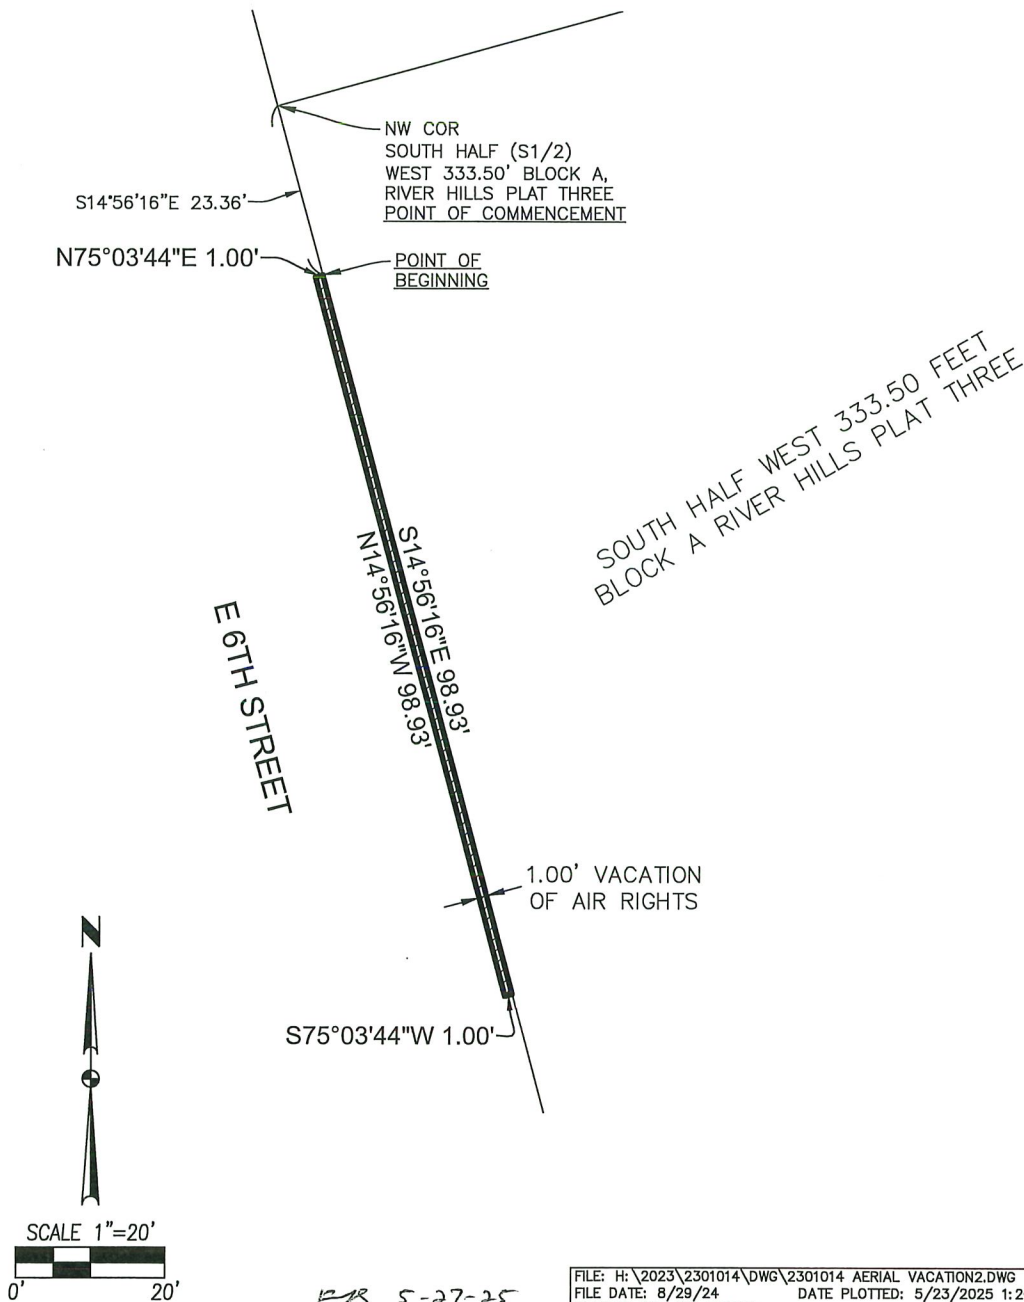 NW COR
SOUTH HALF (S1/2)
WEST 333.50' BLOCK A,
RIVER HILLS PLAT THREE
POINT OF COMMENCEMENT
S14°56'16"E 23.36'
N75°03'44"E 1.00'
POINT OF
BEGINNING
SOUTH HALF WEST 333.50 FEET
BLOCK A RIVER HILLS PLAT THREE
S14°56'16"E 98.93'
N14°56'16"W 98.93'
E 6TH STREET
1.00' VACATION
OF AIR RIGHTS
S75°03'44"W 1.00'
N
SCALE 1"=20'
0' 20'
5-27-25
FILE: H:\2023\2301014\DWG\2301014 AERIAL VACATION2.DWG
FILE DATE: 8/29/24 DATE PLOTTED: 5/23/2025